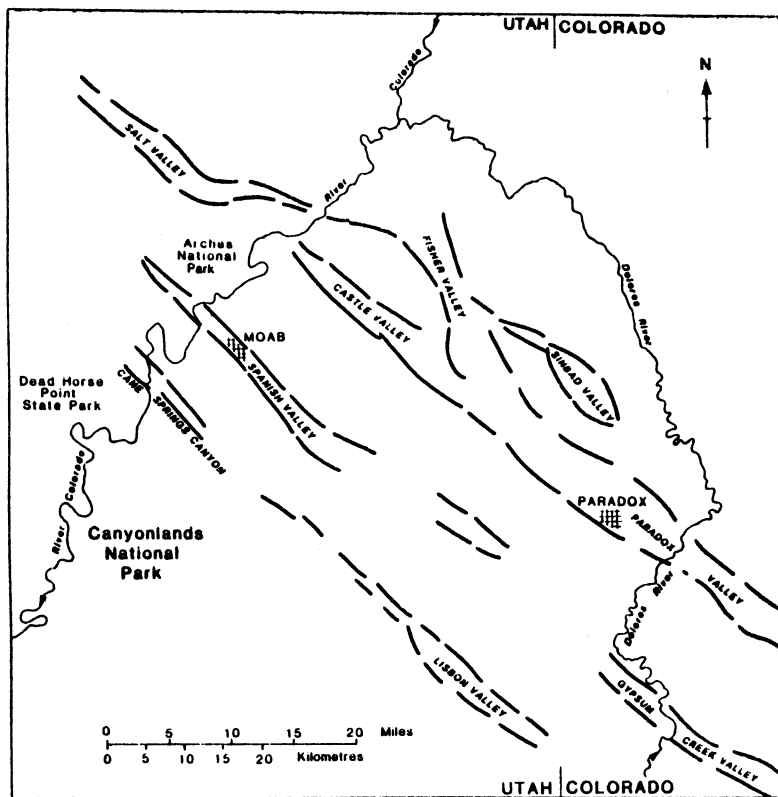 UTAH COLORADO
Colorado
N
SALT VALLEY
River
Arches
National
Park
FISHER VALLEY
CASTLE VALLEY
Dolores
River
MOAB
SINBAD VALLEY
SPANISH VALLEY
Dead Horse
Point
State Park
CANE SPRINGS CANYON
Colorado
River
PARADOX
PARADOX VALLEY
Canyonlands
National
Park
Dolores River
LISBON VALLEY
GYPSUM
CREEK VALLEY
0 5 10 15 20 Miles
0 5 10 15 20 Kilometres
UTAH COLORADO